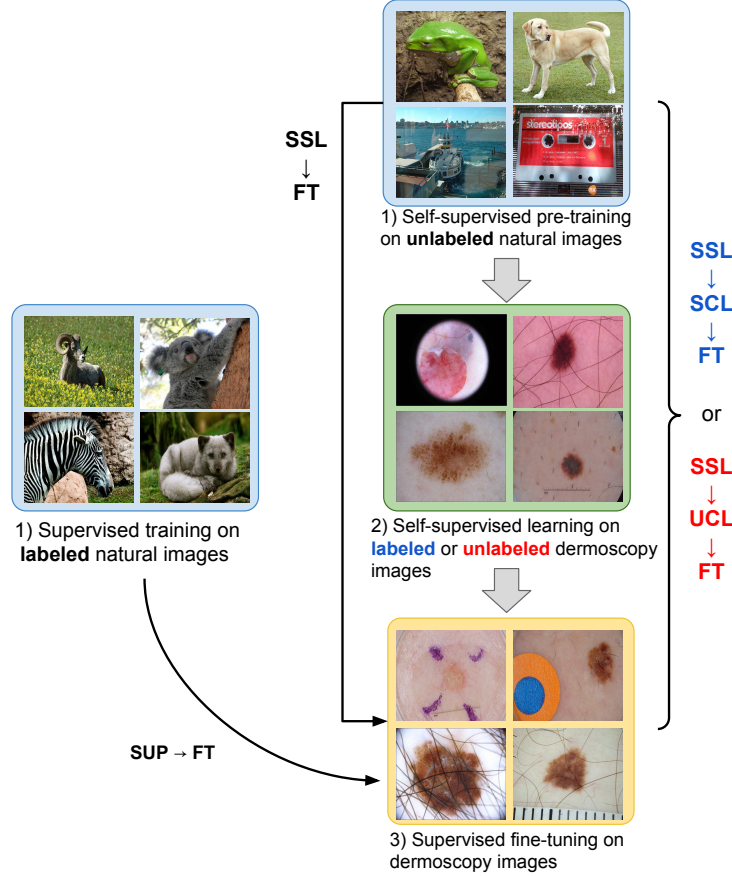 SSL
↓
FT
stereotipos
1) Self-supervised pre-training
on unlabeled natural images
SSL
↓
SCL
↓
FT
or
SSL
↓
UCL
↓
FT
1) Supervised training on
labeled natural images
2) Self-supervised learning on
labeled or unlabeled dermoscopy
images
SUP → FT
3) Supervised fine-tuning on
dermoscopy images